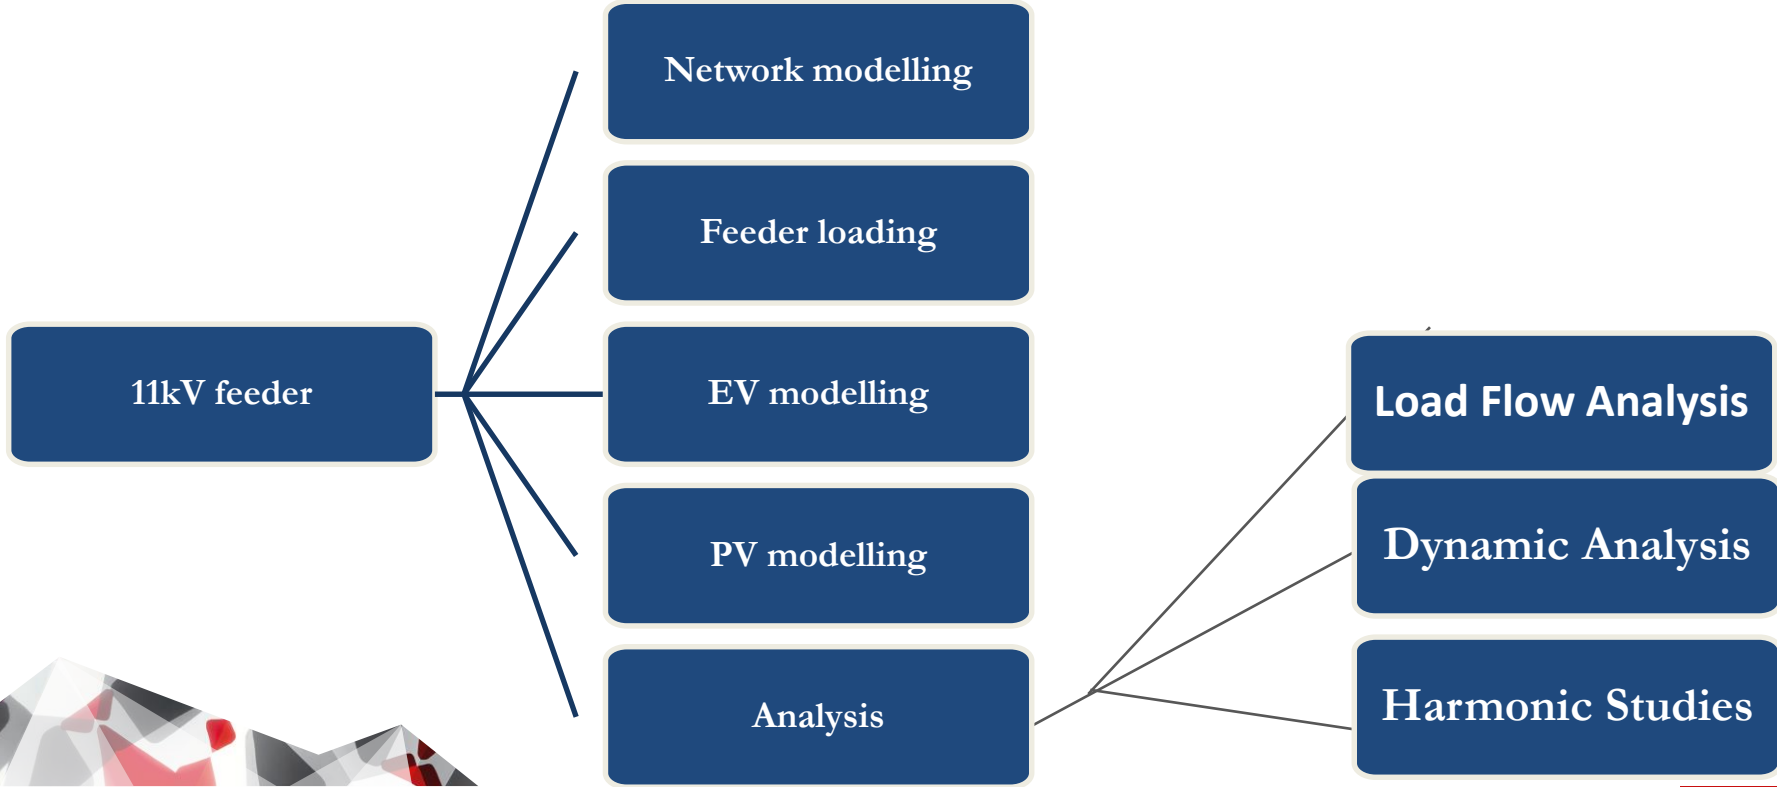 Network modelling
Feeder loading
11kV feeder
EV modelling
PV modelling
Analysis
Load Flow Analysis
Dynamic Analysis
Harmonic Studies